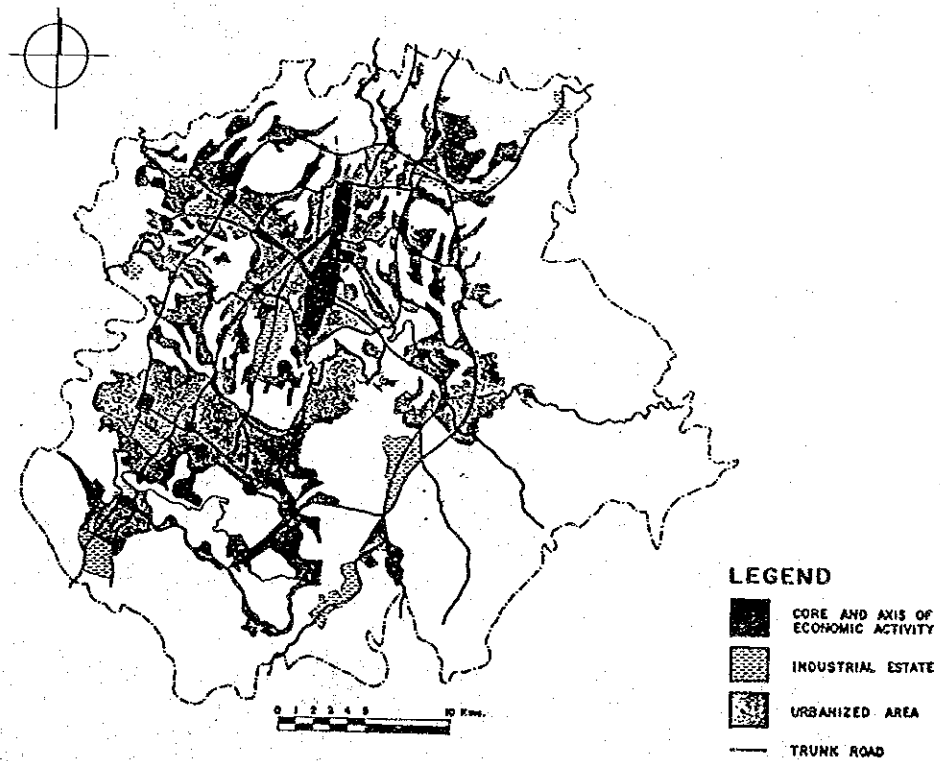 LEGEND
CORE AND AXIS OF
ECONOMIC ACTIVITY
INDUSTRIAL ESTATE
URBANIZED AREA
TRUNK ROAD
0 1 2 3 4 5 10 Kms.